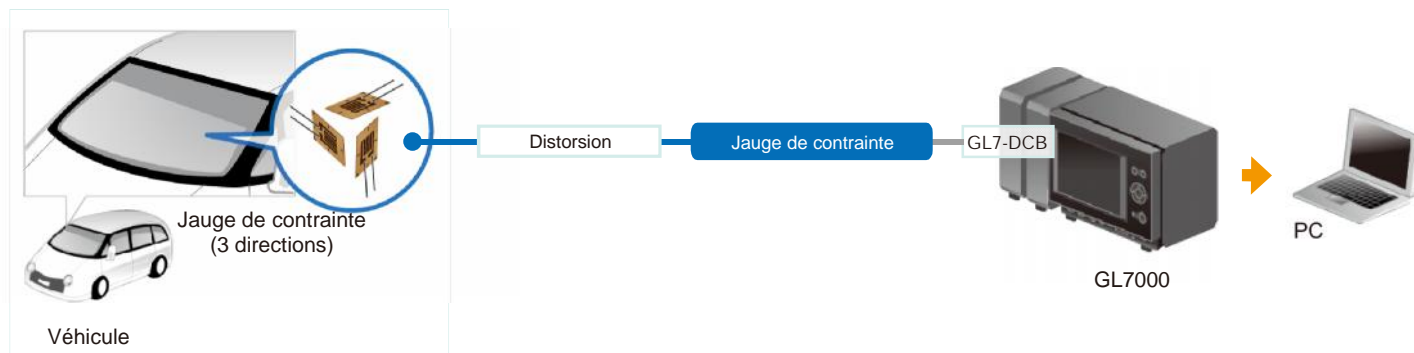 Distorsion
Jauge de contrainte
GL7-DCB
Jauge de contrainte
(3 directions)
PC
GL7000
Véhicule